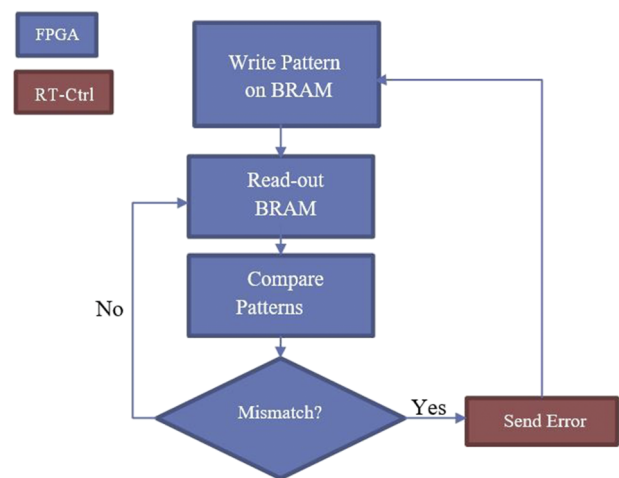 FPGA
RT-Ctrl
Write Pattern
on BRAM
Read-out
BRAM
Compare
Patterns
No
Mismatch?
Yes
Send Error